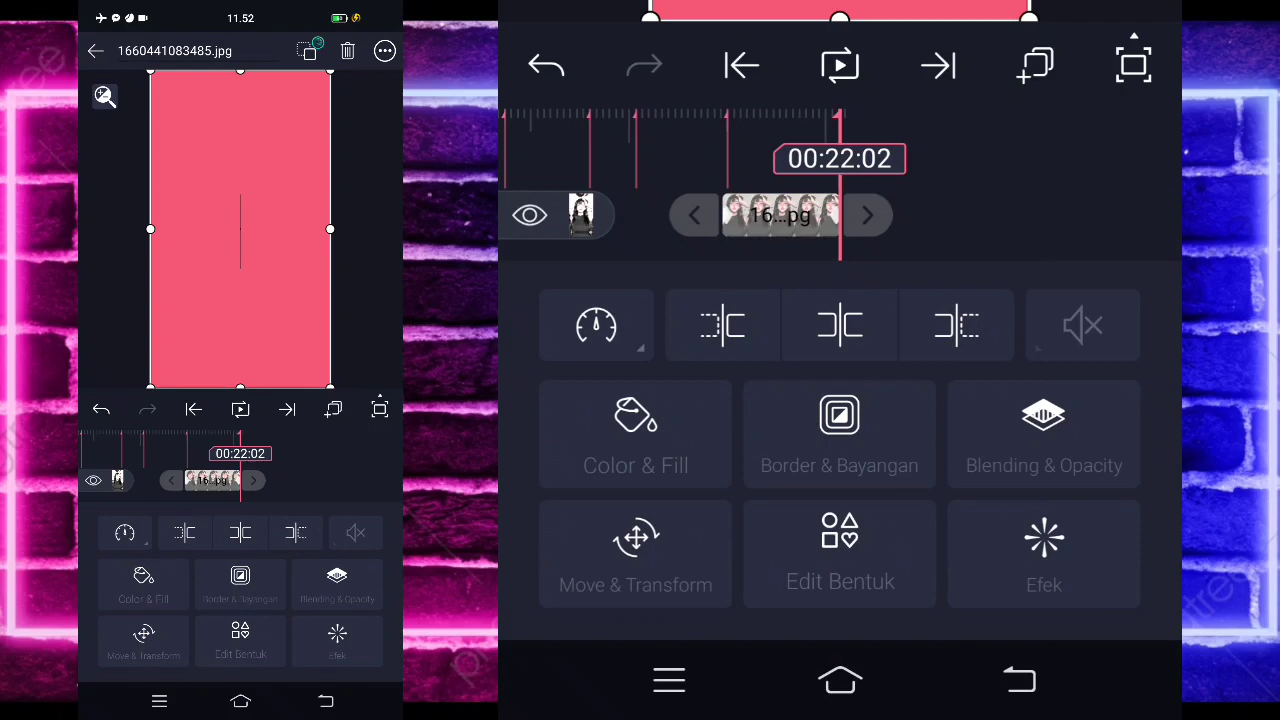 11.52
1660441083485.jpg
00:22:02
16...pg
Color & Fill
Border & Bayangan
Blending & Opacity
Move & Transform
Edit Bentuk
Efek
00:22:02
16...pg
Color & Fill
Border & Bayangan
Blending & Opacity
Move & Transform
Edit Bentuk
Efek